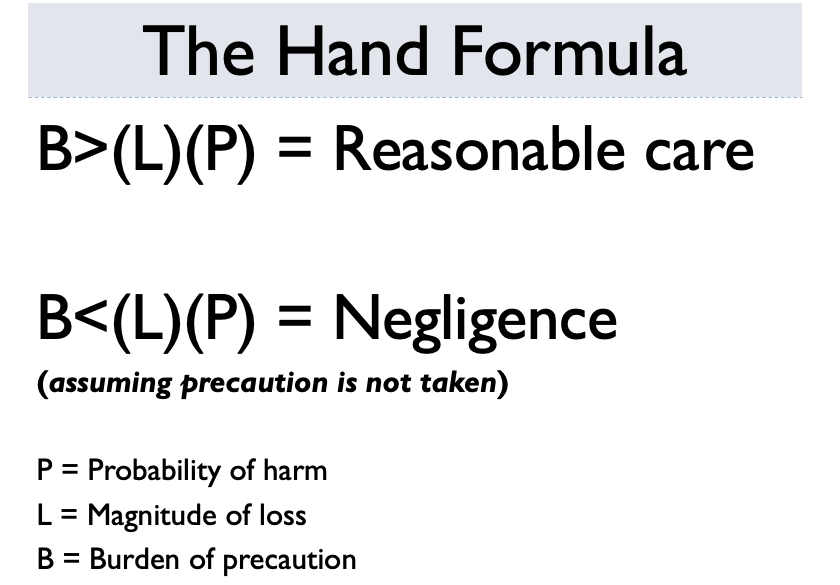 The Hand Formula
B>(L)(P) = Reasonable care
B<(L)(P) = Negligence
(assuming precaution is not taken)
P = Probability of harm
L = Magnitude of loss
B = Burden of precaution